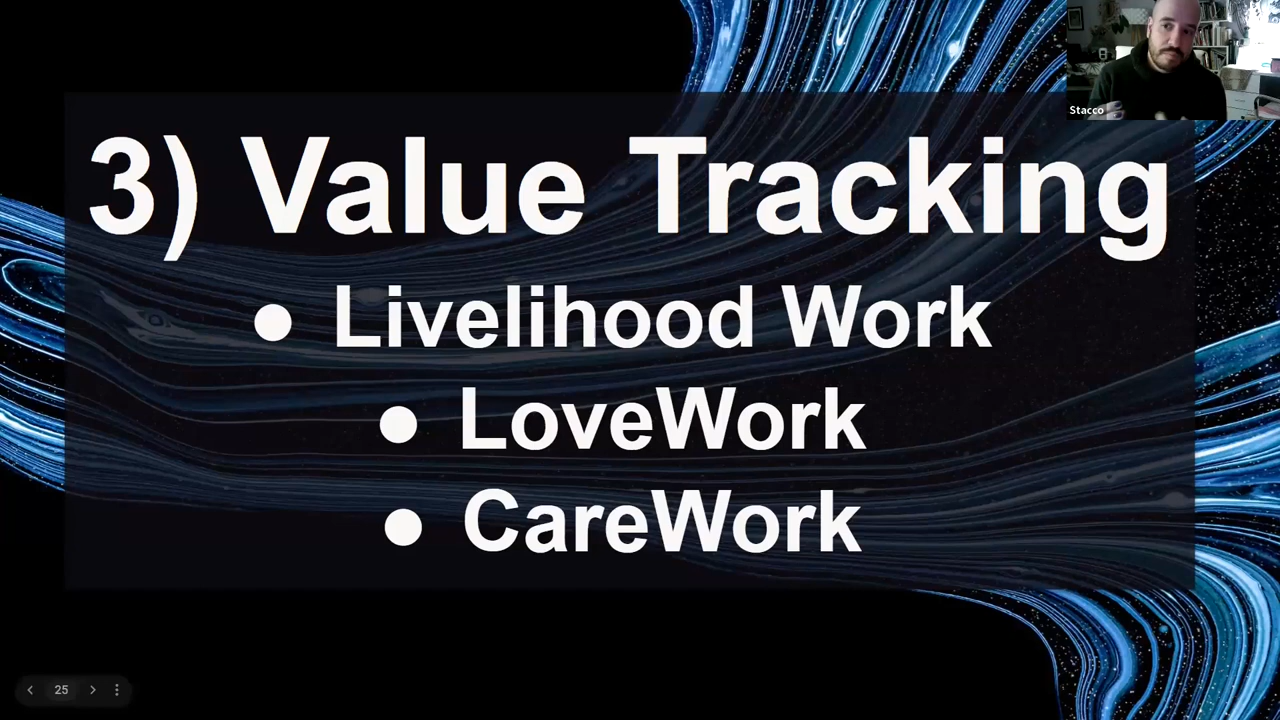 Stacco
3) Value Tracking
● Livelihood Work
● LoveWork
● CareWork
25